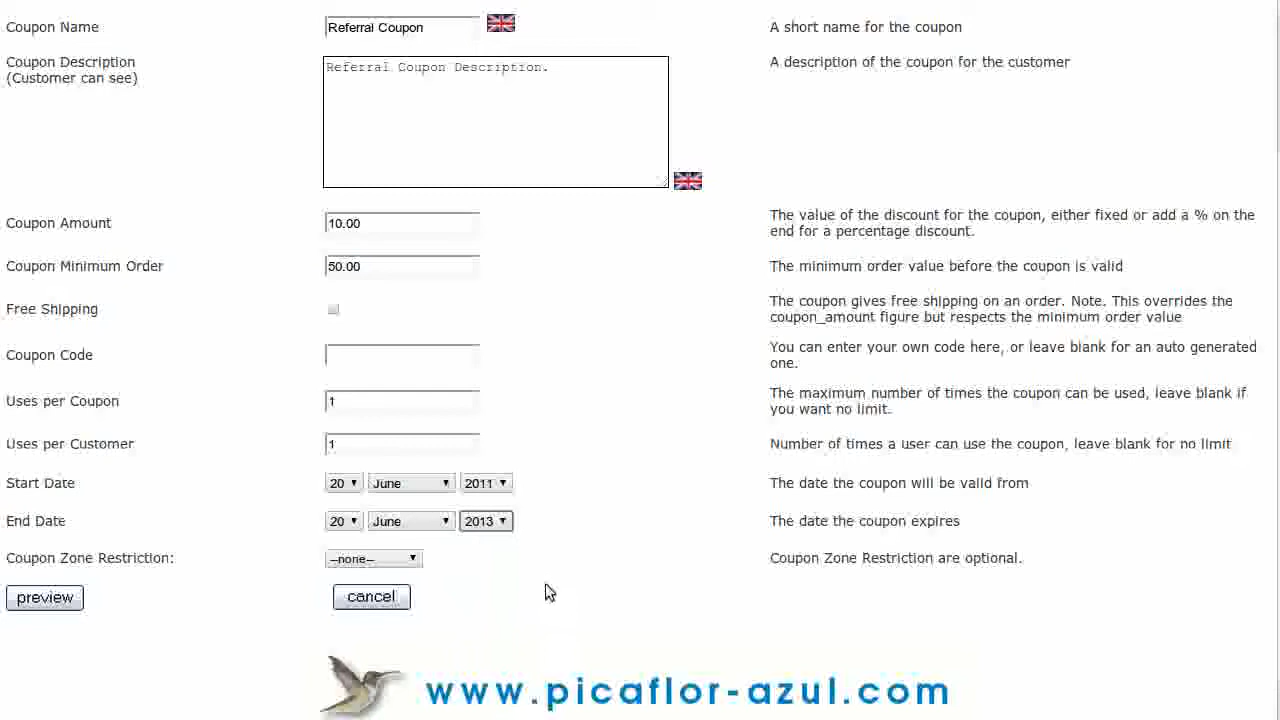 Coupon Name Referral Coupon A short name for the coupon
Coupon Description Referral Coupon Description. A description of the coupon for the customer
(Customer can see)
Coupon Amount 10.00 The value of the discount for the coupon, either fixed or add a % on the
end for a percentage discount.
Coupon Minimum Order 50.00 The minimum order value before the coupon is valid
Free Shipping The coupon gives free shipping on an order. Note. This overrides the
coupon_amount figure but respects the minimum order value
Coupon Code You can enter your own code here, or leave blank for an auto generated
one.
Uses per Coupon 1 The maximum number of times the coupon can be used, leave blank if
you want no limit.
Uses per Customer 1 Number of times a user can use the coupon, leave blank for no limit
Start Date 20 June 2011 The date the coupon will be valid from
End Date 20 June 2013 The date the coupon expires
Coupon Zone Restriction: --none-- Coupon Zone Restriction are optional.
preview cancel
www.picaflor-azul.com